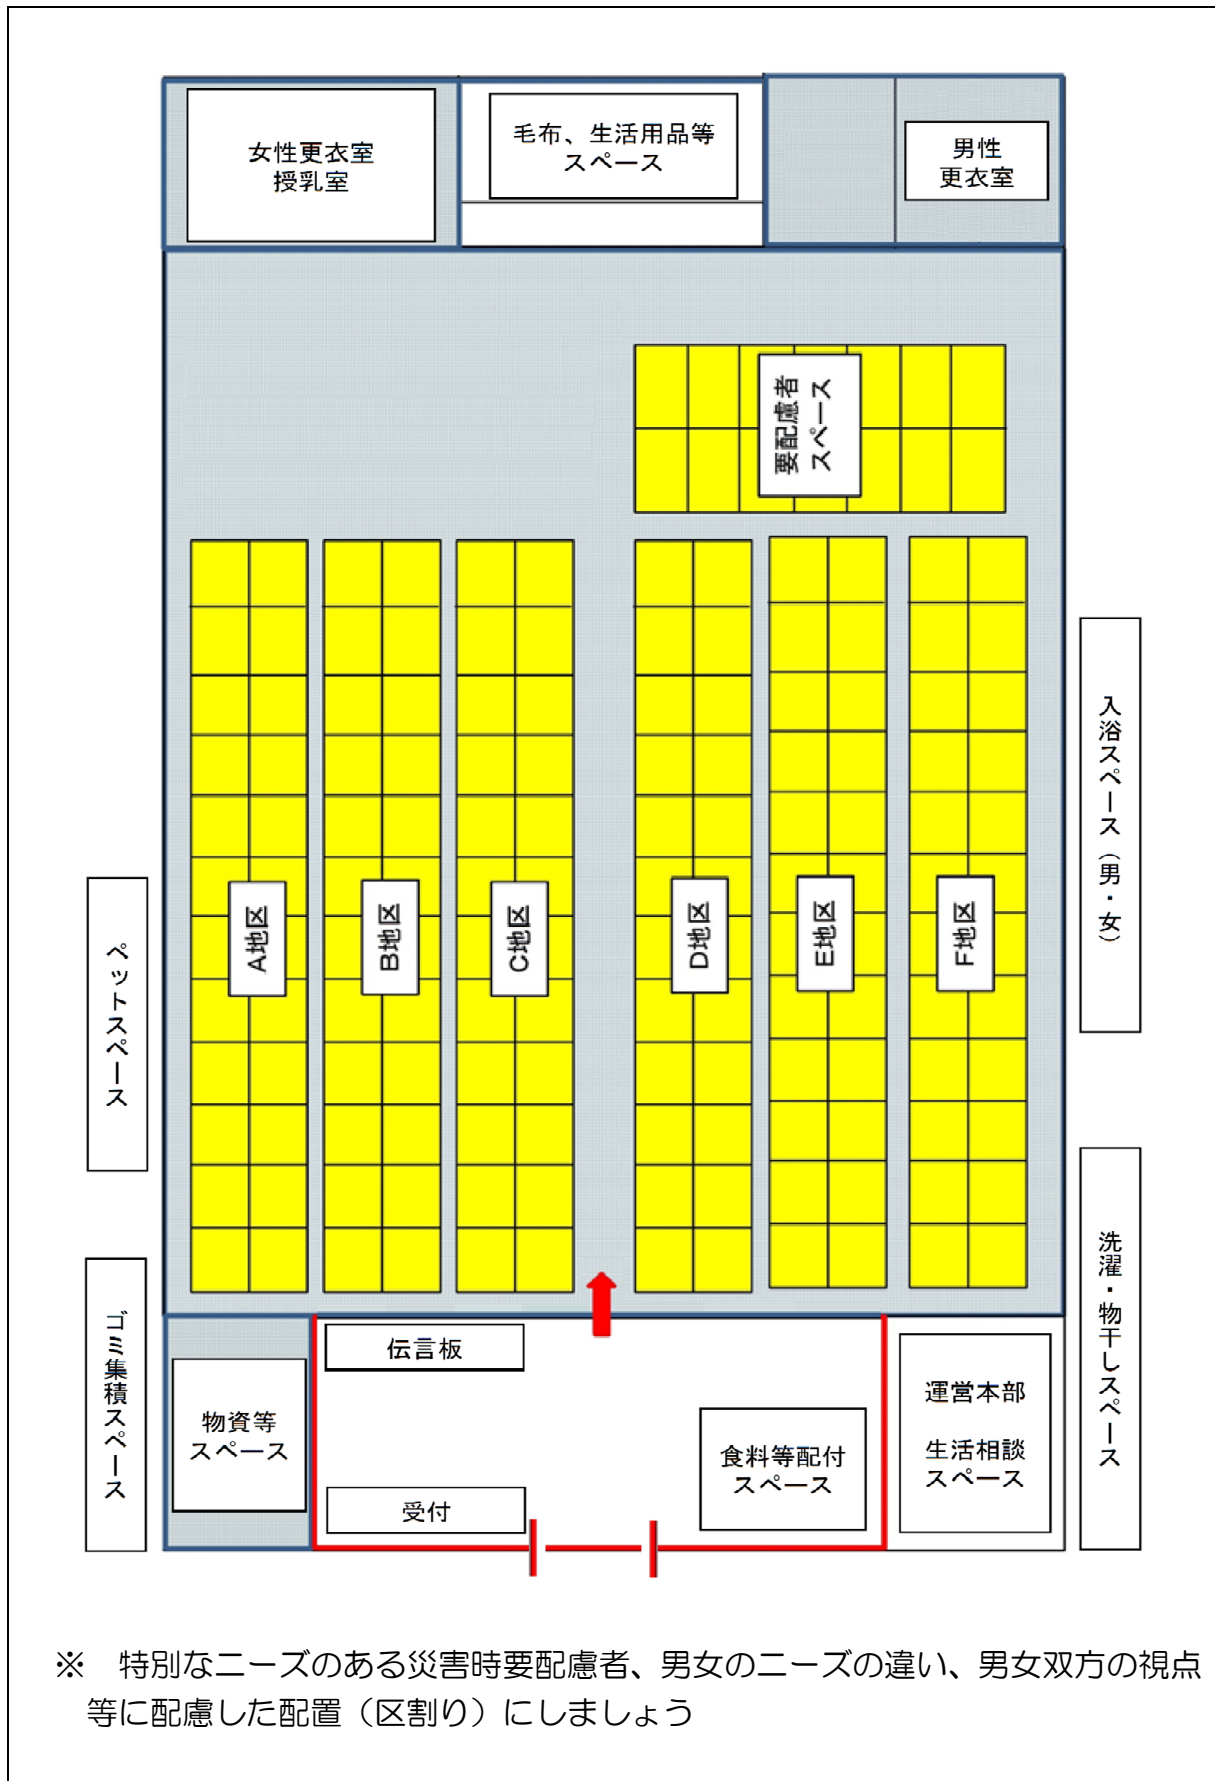 女性更衣室
授乳室
毛布、生活用品等
スペース
男性
更衣室
要配慮者
スペース
A地区
B地区
C地区
D地区
E地区
F地区
入浴スペース（男・女）
ペットスペース
洗濯・物干しスペース
ゴミ集積スペース
伝言板
物資等
スペース
受付
食料等配付
スペース
運営本部
生活相談
スペース
※　特別なニーズのある災害時要配慮者、男女のニーズの違い、男女双方の視点
等に配慮した配置（区割り）にしましょう